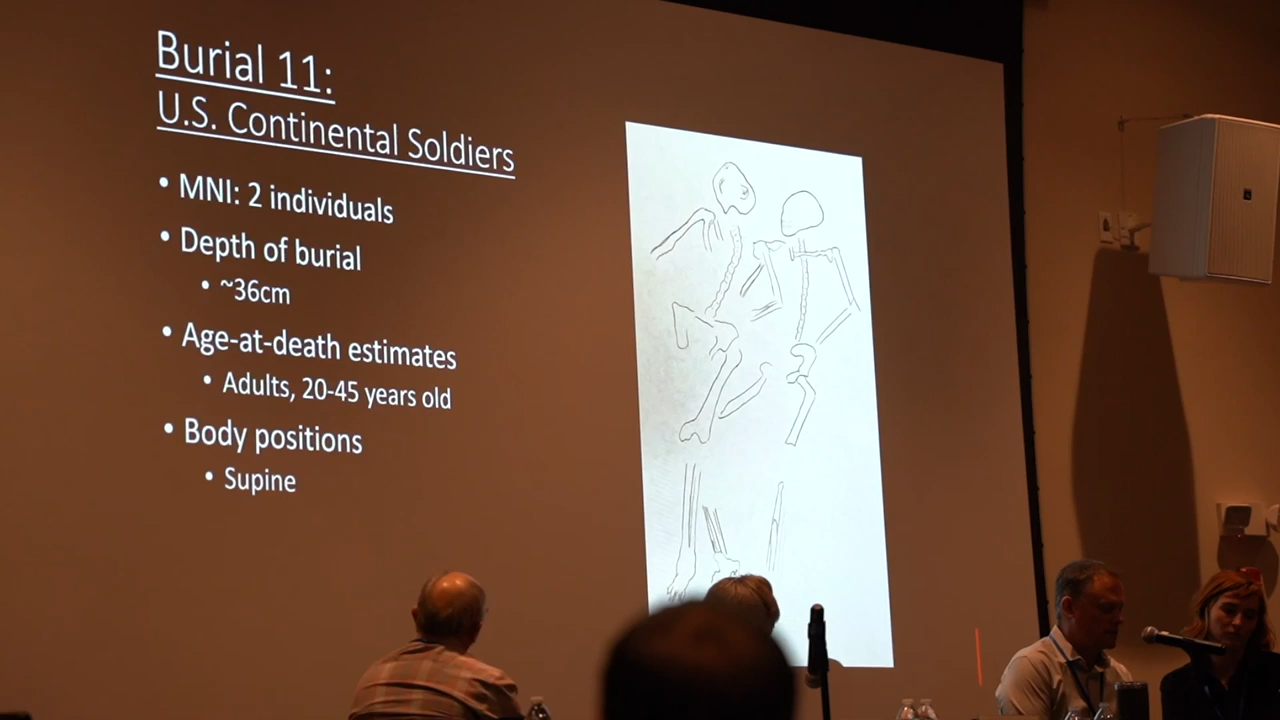 Burial 11:
U.S. Continental Soldiers
• MNI: 2 individuals
• Depth of burial
• ~36cm
• Age-at-death estimates
• Adults, 20-45 years old
• Body positions
• Supine